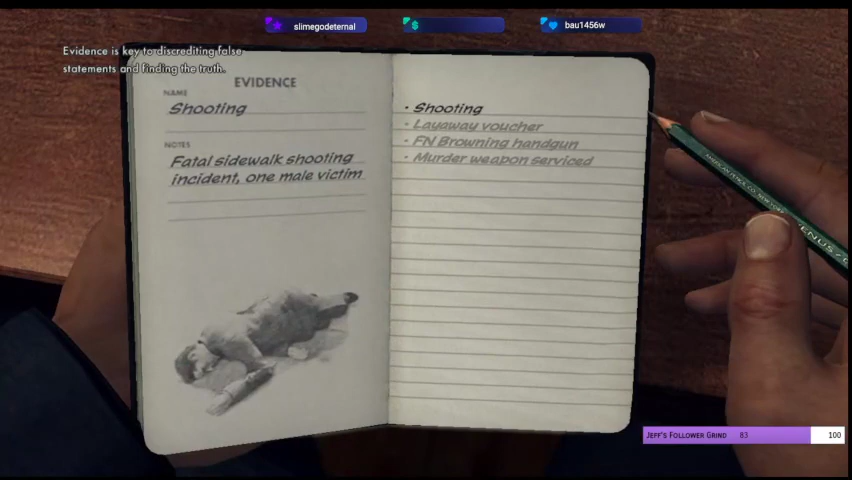 slimegodeternal
$
bau1456w
Evidence is key to discrediting false
statements and finding the truth.
EVIDENCE
NAME
Shooting
NOTES
Fatal sidewalk shooting
incident, one male victim
· Shooting
· Layaway voucher
· FN Browning handgun
· Murder weapon serviced
VENUS
JEFF'S FOLLOWER GRIND 83 100